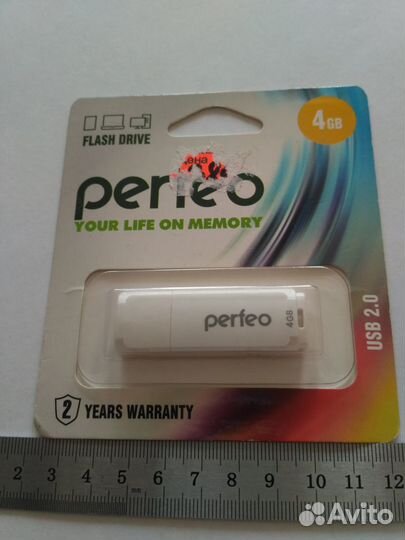 4GB
FLASH DRIVE
perfeo
YOUR LIFE ON MEMORY
perfeo 4GB
USB 2.0
2 YEARS WARRANTY
2 3 4 5 6 7 8 9 10 11 12
Avito